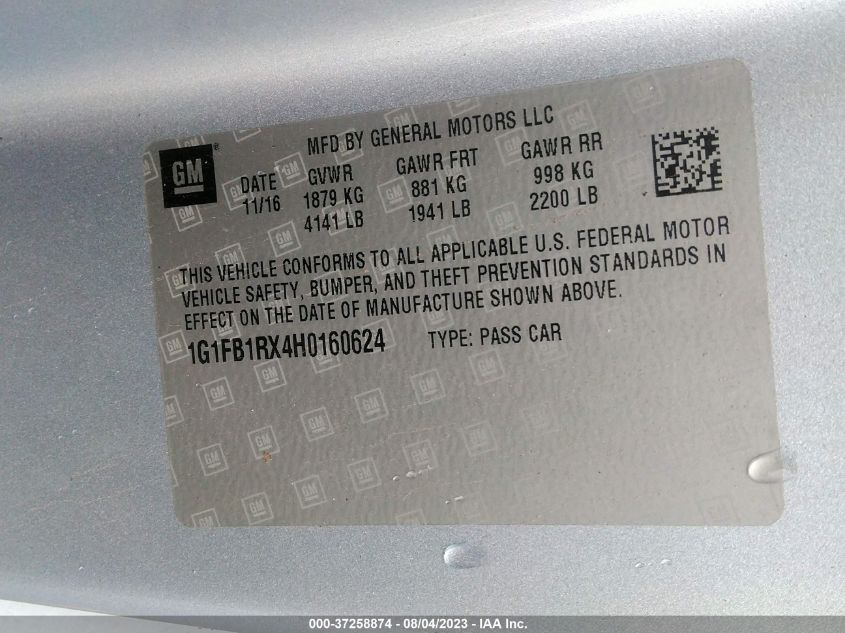 MFD BY GENERAL MOTORS LLC
GM ®
DATE GVWR GAWR FRT GAWR RR
11/16 1879 KG 881 KG 998 KG
4141 LB 1941 LB 2200 LB
THIS VEHICLE CONFORMS TO ALL APPLICABLE U.S. FEDERAL MOTOR
VEHICLE SAFETY, BUMPER, AND THEFT PREVENTION STANDARDS IN
EFFECT ON THE DATE OF MANUFACTURE SHOWN ABOVE.
1G1FB1RX4H0160624 TYPE: PASS CAR
000-37258874 - 08/04/2023 - IAA Inc.